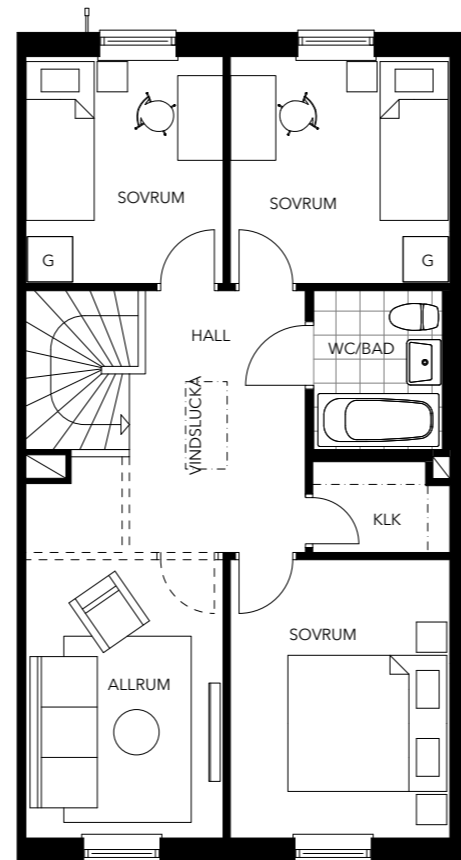 SOVRUM
SOVRUM
G
G
HALL
WC/BAD
VINDSLUCKA
KLK
SOVRUM
ALLRUM